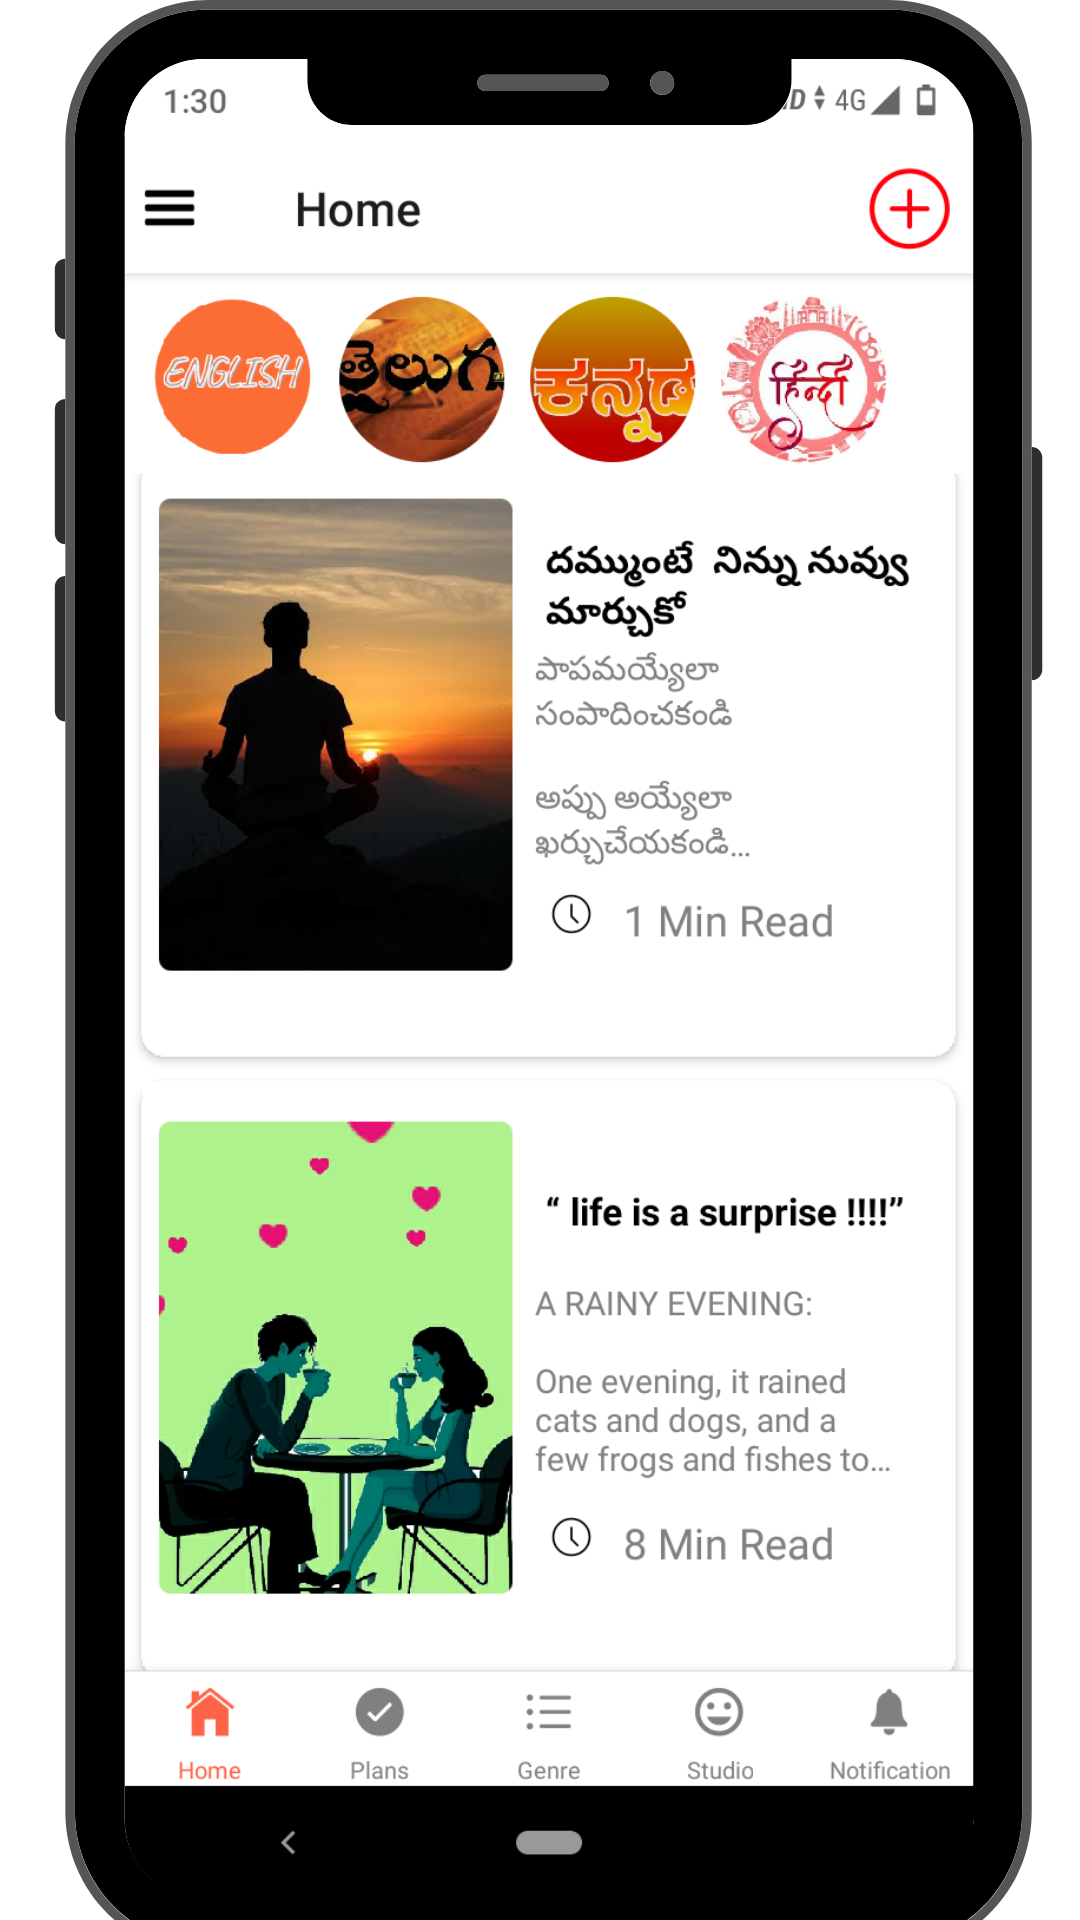 1:30
4G
Home
ENGLISH
తెలుగు
ಕನ್ನಡ
हिन्दी
దమ్ముంటే  నిన్ను నువ్వు
మార్చుకో
పాపమయ్యేలా
సంపాదించకండి
అప్పు అయ్యేలా
ఖర్చుచేయకండి...
1 Min Read
“ life is a surprise !!!!”
A RAINY EVENING:
One evening, it rained
cats and dogs, and a
few frogs and fishes to...
8 Min Read
Home
Plans
Genre
Studio
Notification